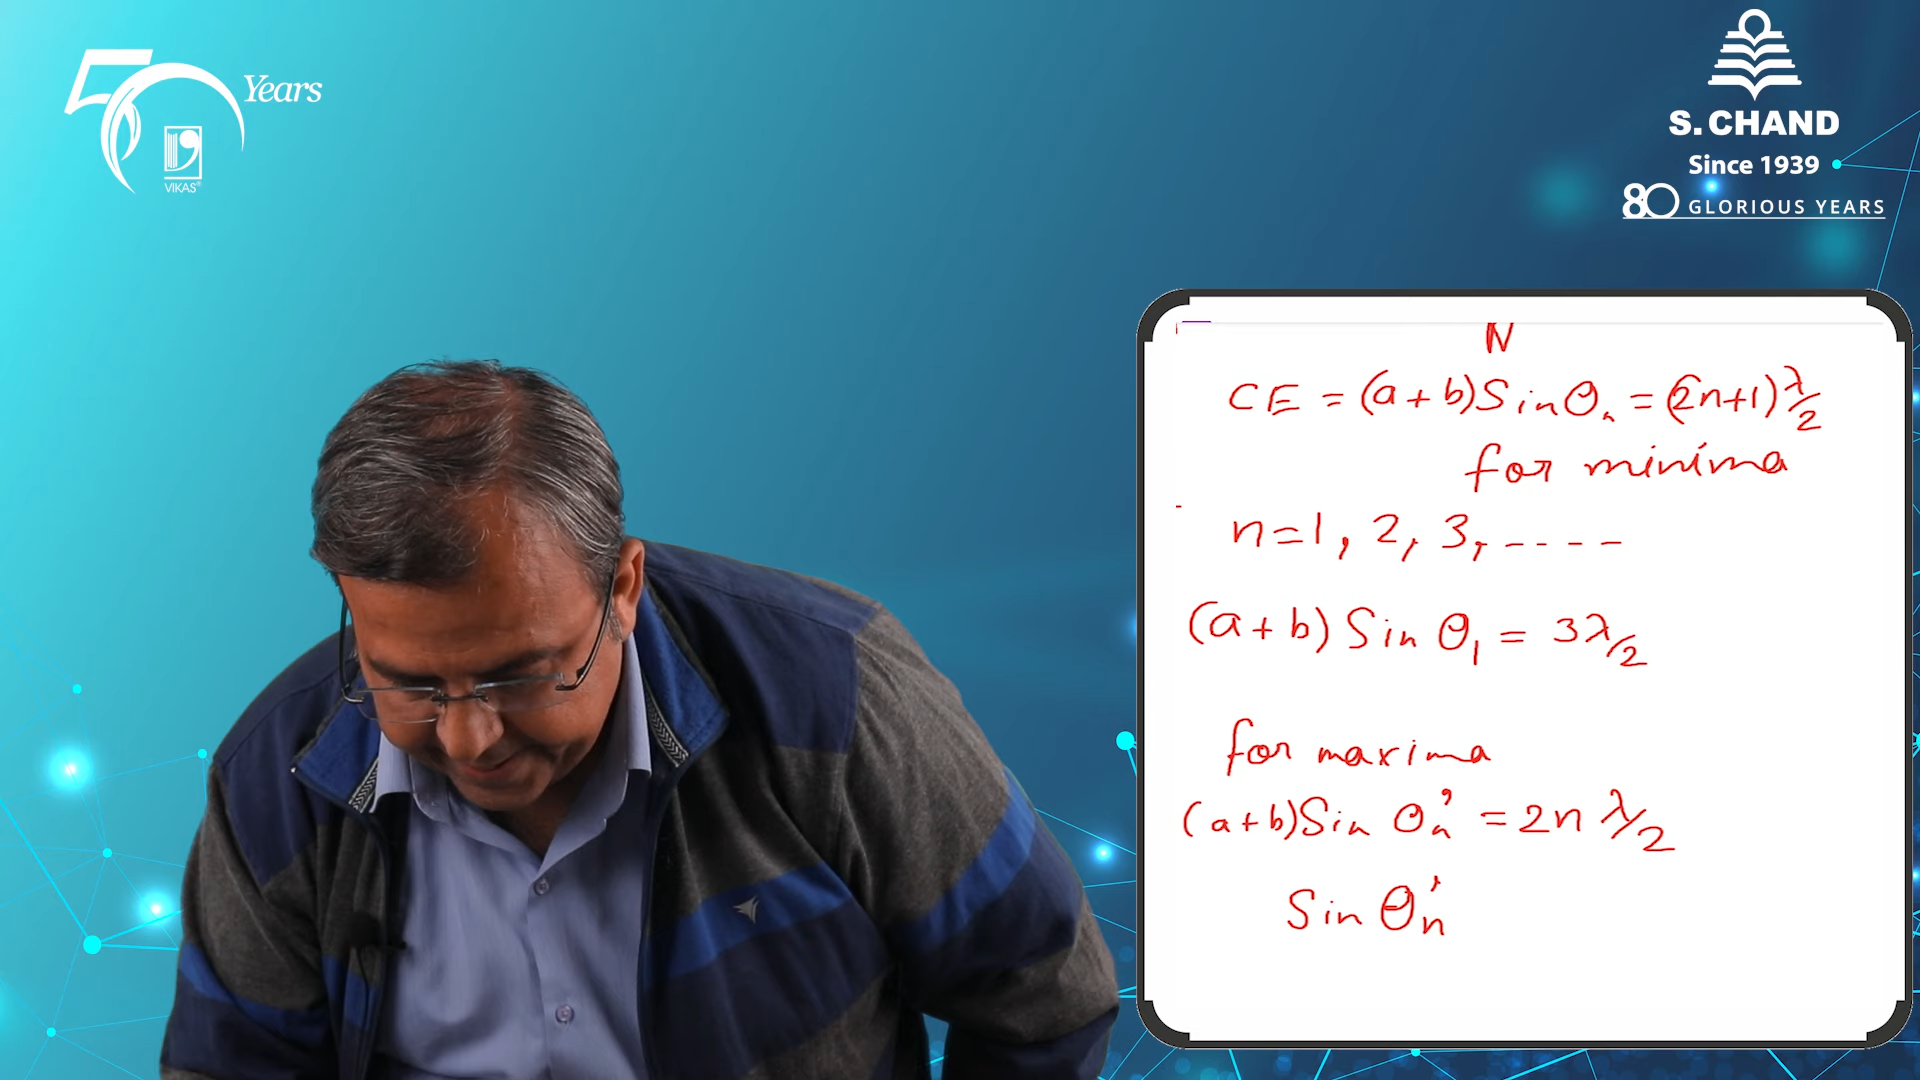 50 Years
VIKAS®
S. CHAND
Since 1939
80 GLORIOUS YEARS
N
CE = (a+b) Sin θₙ = (2n+1) λ/2
for minima
n=1, 2, 3, - - - -
(a+b) Sin θ₁ = 3λ/2
for maxima
(a+b) Sin θₙ' = 2n λ/2
Sin θₙ'